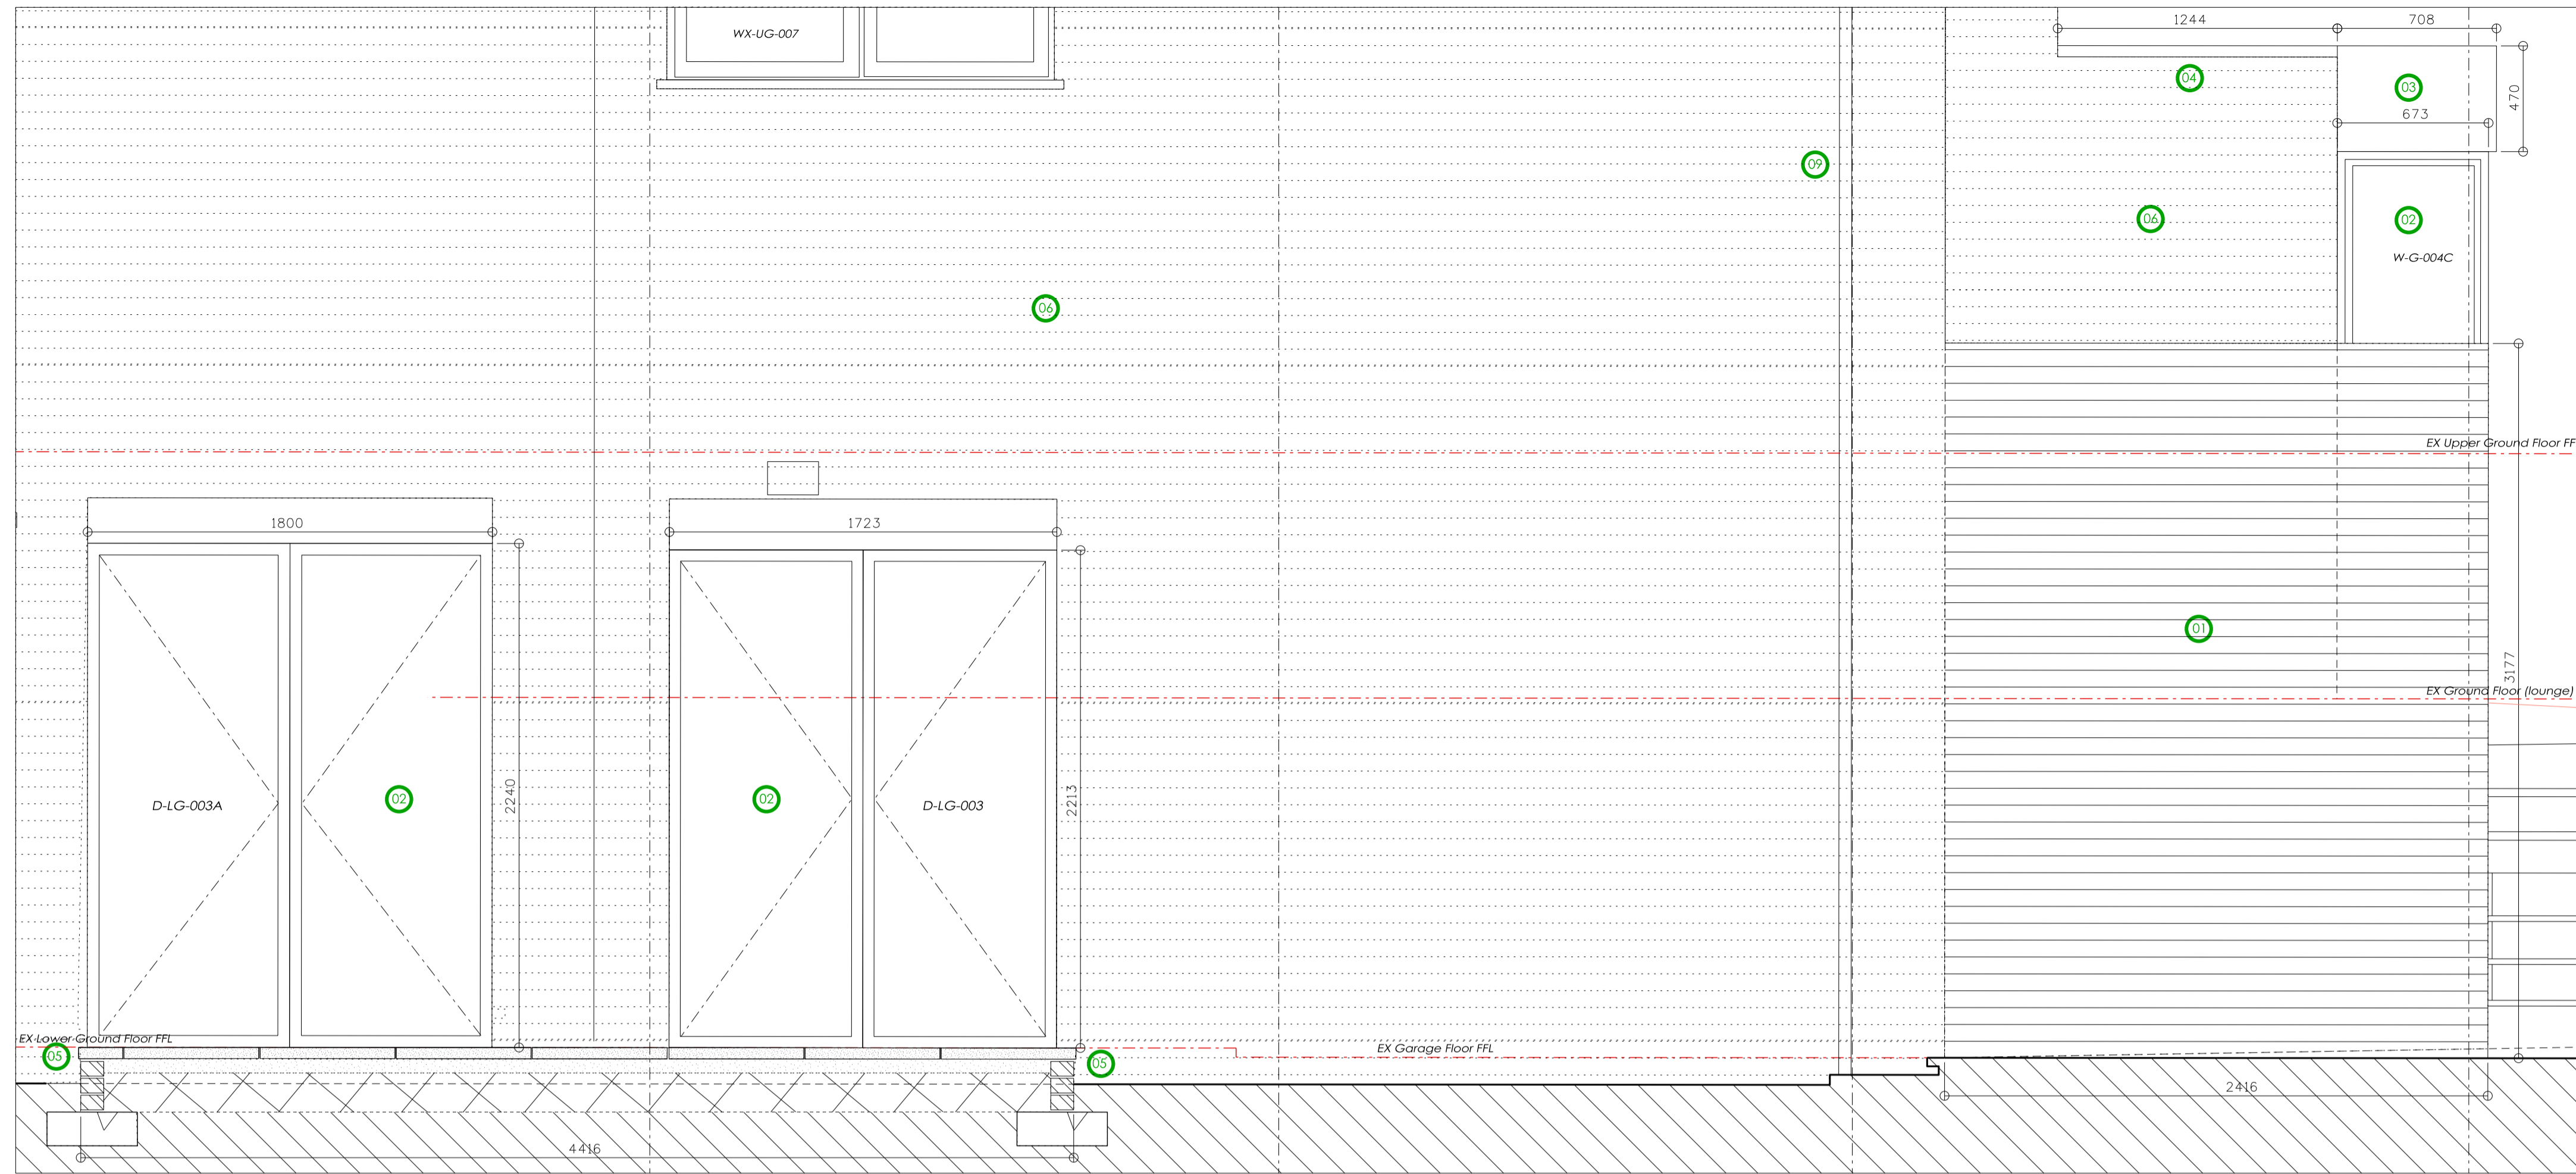 1244
708
WX-UG-007
04
03
470
673
09
06
02
W-G-004C
06
EX Upper Ground Floor FF
1800
1723
01
3177
EX Ground Floor (lounge)
2240
02
02
2213
D-LG-003A
D-LG-003
EX Lower Ground Floor FFL
05
05
EX Garage Floor FFL
2416
4416